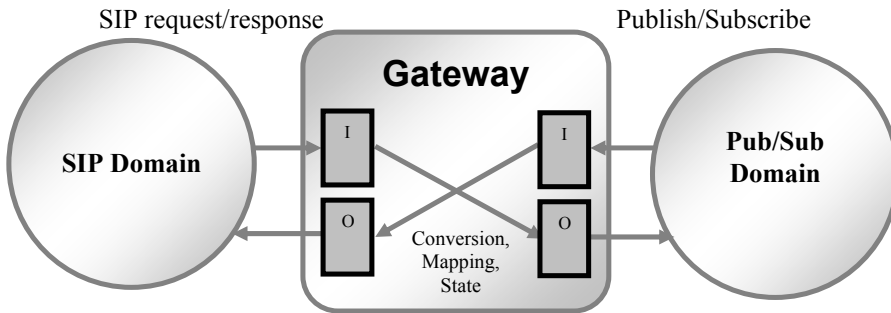 SIP request/response
Publish/Subscribe
Gateway
I
I
SIP Domain
Pub/Sub
Domain
O
O
Conversion,
Mapping,
State